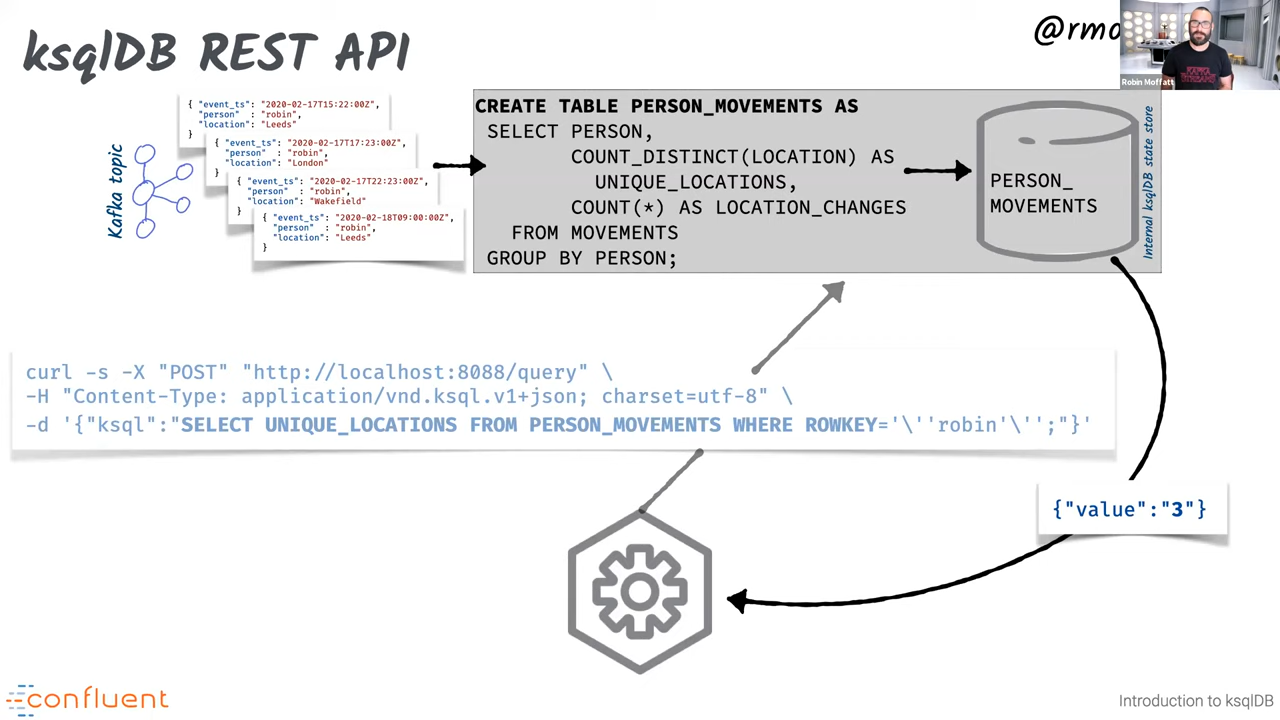 ksqlDB REST API
@rmo
Robin Moffatt
Kafka topic
{ "event_ts": "2020-02-17T15:22:00Z",
"person" : "robin",
"location": "Leeds"
}
{ "event_ts": "2020-02-17T17:23:00Z",
"person" : "robin",
"location": "London"
}
{ "event_ts": "2020-02-17T22:23:00Z",
"person" : "robin",
"location": "Wakefield"
}
{ "event_ts": "2020-02-18T09:00:00Z",
"person" : "robin",
"location": "Leeds"
}
CREATE TABLE PERSON_MOVEMENTS AS
SELECT PERSON,
COUNT_DISTINCT(LOCATION) AS
UNIQUE_LOCATIONS,
COUNT(*) AS LOCATION_CHANGES
FROM MOVEMENTS
GROUP BY PERSON;
PERSON_
MOVEMENTS
Internal ksqlDB state store
curl -s -X "POST" "http://localhost:8088/query" \
-H "Content-Type: application/vnd.ksql.v1+json; charset=utf-8" \
-d '{"ksql":"SELECT UNIQUE_LOCATIONS FROM PERSON_MOVEMENTS WHERE ROWKEY='\''robin'\'';"}'
{"value":"3"}
confluent
Introduction to ksqlDB